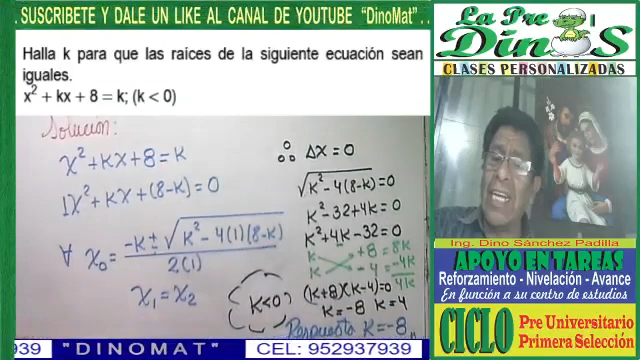 . SUSCRIBETE Y DALE UN LIKE AL CANAL DE YOUTUBE "DinoMat". .
Halla k para que las raíces de la siguiente ecuación sean
iguales.
x² + kx + 8 = k; (k < 0)
Solución:
x²+kx+8=k
1x²+kx+(8-k)=0
∀ x₀ = -k ± √k²-4(1)(8-k)
2(1)
x₁ = x₂
∴ Δx = 0
√k²-4(8-k)=0
k²-32+4k=0
k²+4k-32=0
k +8 = 8k
k -4 = -4k
4k
(k+8)(k-4)=0
k=-8 k=4
k<0
Respuesta k=-8
La Pre
DinoS
CLASES PERSONALIZADAS
Ing. Dino Sánchez Padilla
APOYO EN TAREAS
Reforzamiento - Nivelación - Avance
En función a su centro de estudios
CICLO Pre Universitario
Primera Selección
939 "DINOMAT" CEL: 952937939